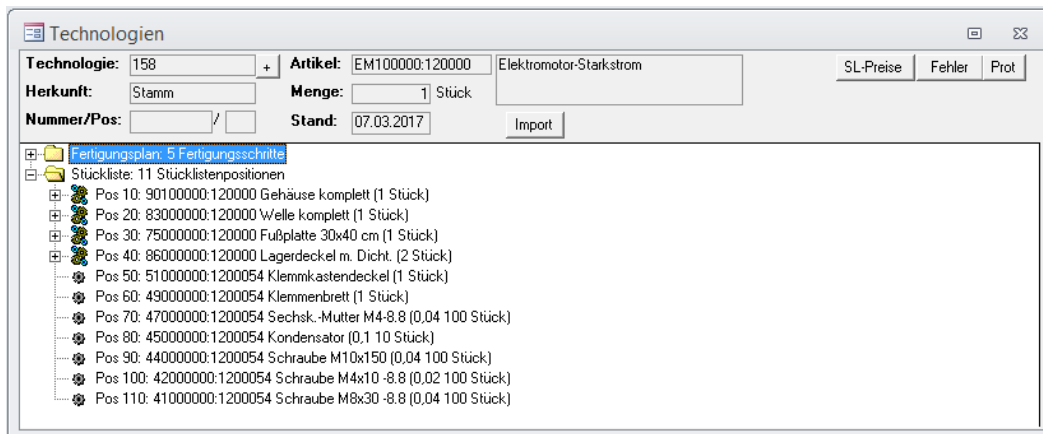 Technologien
Technologie: 158 + Artikel: EM100000:120000 Elektromotor-Starkstrom SL-Preise Fehler Prot
Herkunft: Stamm Menge: 1 Stück
Nummer/Pos: / Stand: 07.03.2017 Import
Fertigungsplan: 5 Fertigungsschritte
Stückliste: 11 Stücklistenpositionen
Pos 10: 90100000:120000 Gehäuse komplett (1 Stück)
Pos 20: 83000000:120000 Welle komplett (1 Stück)
Pos 30: 75000000:120000 Fußplatte 30x40 cm (1 Stück)
Pos 40: 86000000:120000 Lagerdeckel m. Dicht. (2 Stück)
Pos 50: 51000000:1200054 Klemmkastendeckel (1 Stück)
Pos 60: 49000000:1200054 Klemmenbrett (1 Stück)
Pos 70: 47000000:1200054 Sechsk.-Mutter M4-8.8 (0,04 100 Stück)
Pos 80: 45000000:1200054 Kondensator (0,1 10 Stück)
Pos 90: 44000000:1200054 Schraube M10x150 (0,04 100 Stück)
Pos 100: 42000000:1200054 Schraube M4x10 -8.8 (0,02 100 Stück)
Pos 110: 41000000:1200054 Schraube M8x30 -8.8 (0,04 100 Stück)